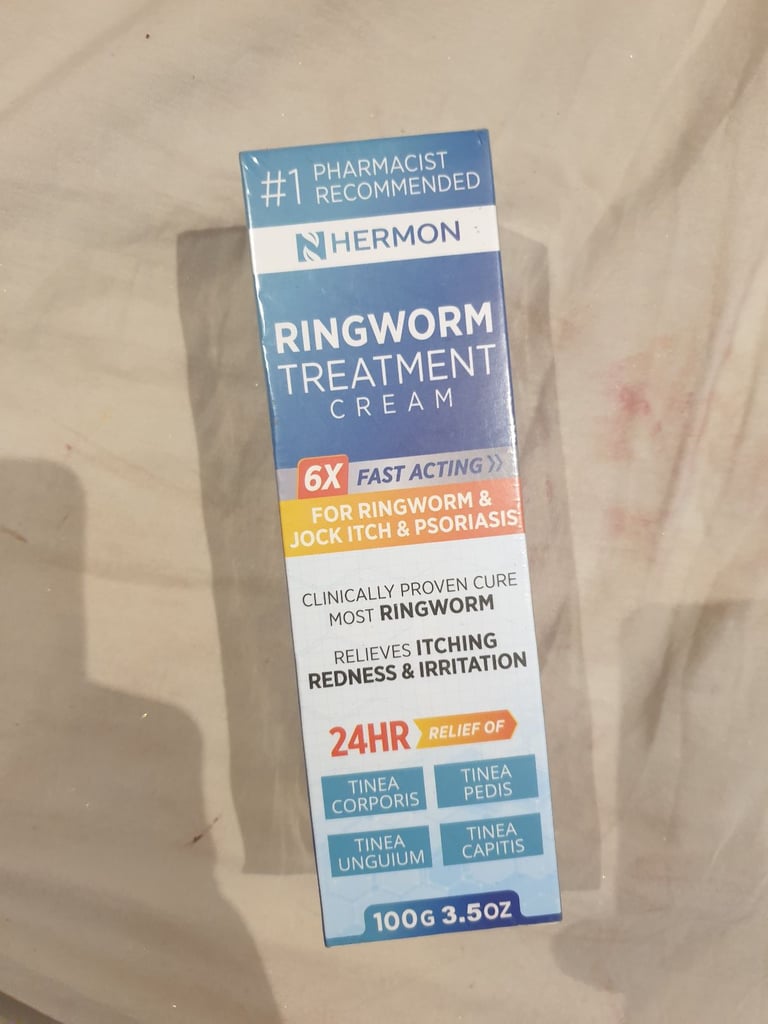 #1 PHARMACIST
RECOMMENDED
HERMON
RINGWORM
TREATMENT
CREAM
6X FAST ACTING »
FOR RINGWORM &
JOCK ITCH & PSORIASIS
CLINICALLY PROVEN CURE
MOST RINGWORM
RELIEVES ITCHING
REDNESS & IRRITATION
24HR RELIEF OF
TINEA
CORPORIS
TINEA
PEDIS
TINEA
UNGUIUM
TINEA
CAPITIS
100G 3.5OZ